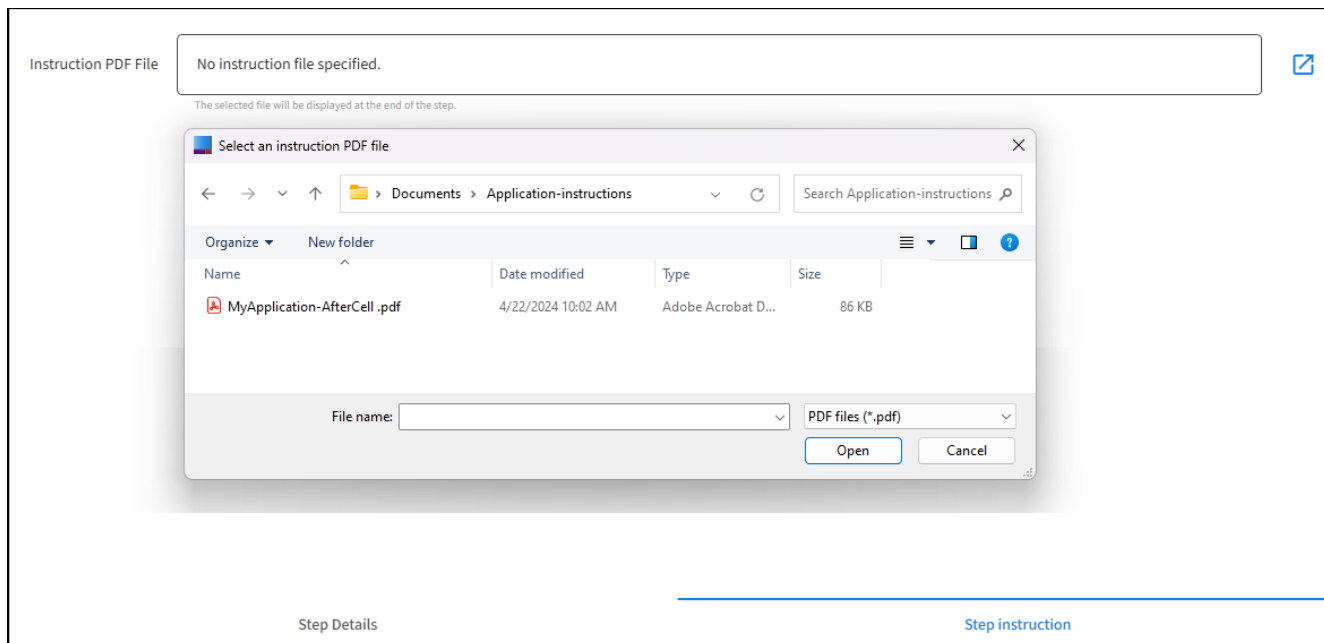 Instruction PDF File
No instruction file specified.
The selected file will be displayed at the end of the step.
Select an instruction PDF file
Documents > Application-instructions
Search Application-instructions
Organize
New folder
Name Date modified Type Size
MyApplication-AfterCell .pdf 4/22/2024 10:02 AM Adobe Acrobat D... 86 KB
File name:
PDF files (*.pdf)
Open Cancel
Step Details Step instruction